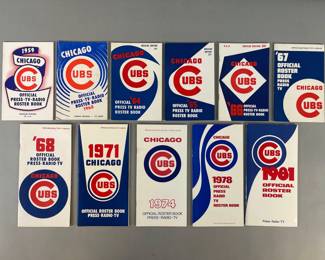 1959
CHICAGO
CUBS
OFFICIAL
PRESS-TV-RADIO
ROSTER BOOK
CHICAGO
CUBS
OFFICIAL
PRESS-TV-RADIO
ROSTER BOOK
1960
CHICAGO
CUBS
OFFICIAL
'64
PRESS-TV-RADIO
ROSTER BOOK
CHICAGO
CUBS
OFFICIAL
PRESS-TV-RADIO
ROSTER BOOK
CHICAGO
CUBS
OFFICIAL
PRESS-TV-RADIO
ROSTER BOOK
'67
OFFICIAL
ROSTER BOOK
PRESS-TV-RADIO
CHICAGO
CUBS
'68
OFFICIAL
ROSTER BOOK
PRESS-RADIO-TV
CHICAGO
CUBS
1971
CHICAGO
CUBS
OFFICIAL ROSTER BOOK
PRESS-RADIO-TV
CHICAGO
CUBS
1974
OFFICIAL ROSTER BOOK
PRESS-RADIO-TV
CHICAGO
CUBS
1978
OFFICIAL
PRESS
RADIO-TV
ROSTER
BOOK
CUBS
1981
OFFICIAL
ROSTER
BOOK
Press-Radio-TV